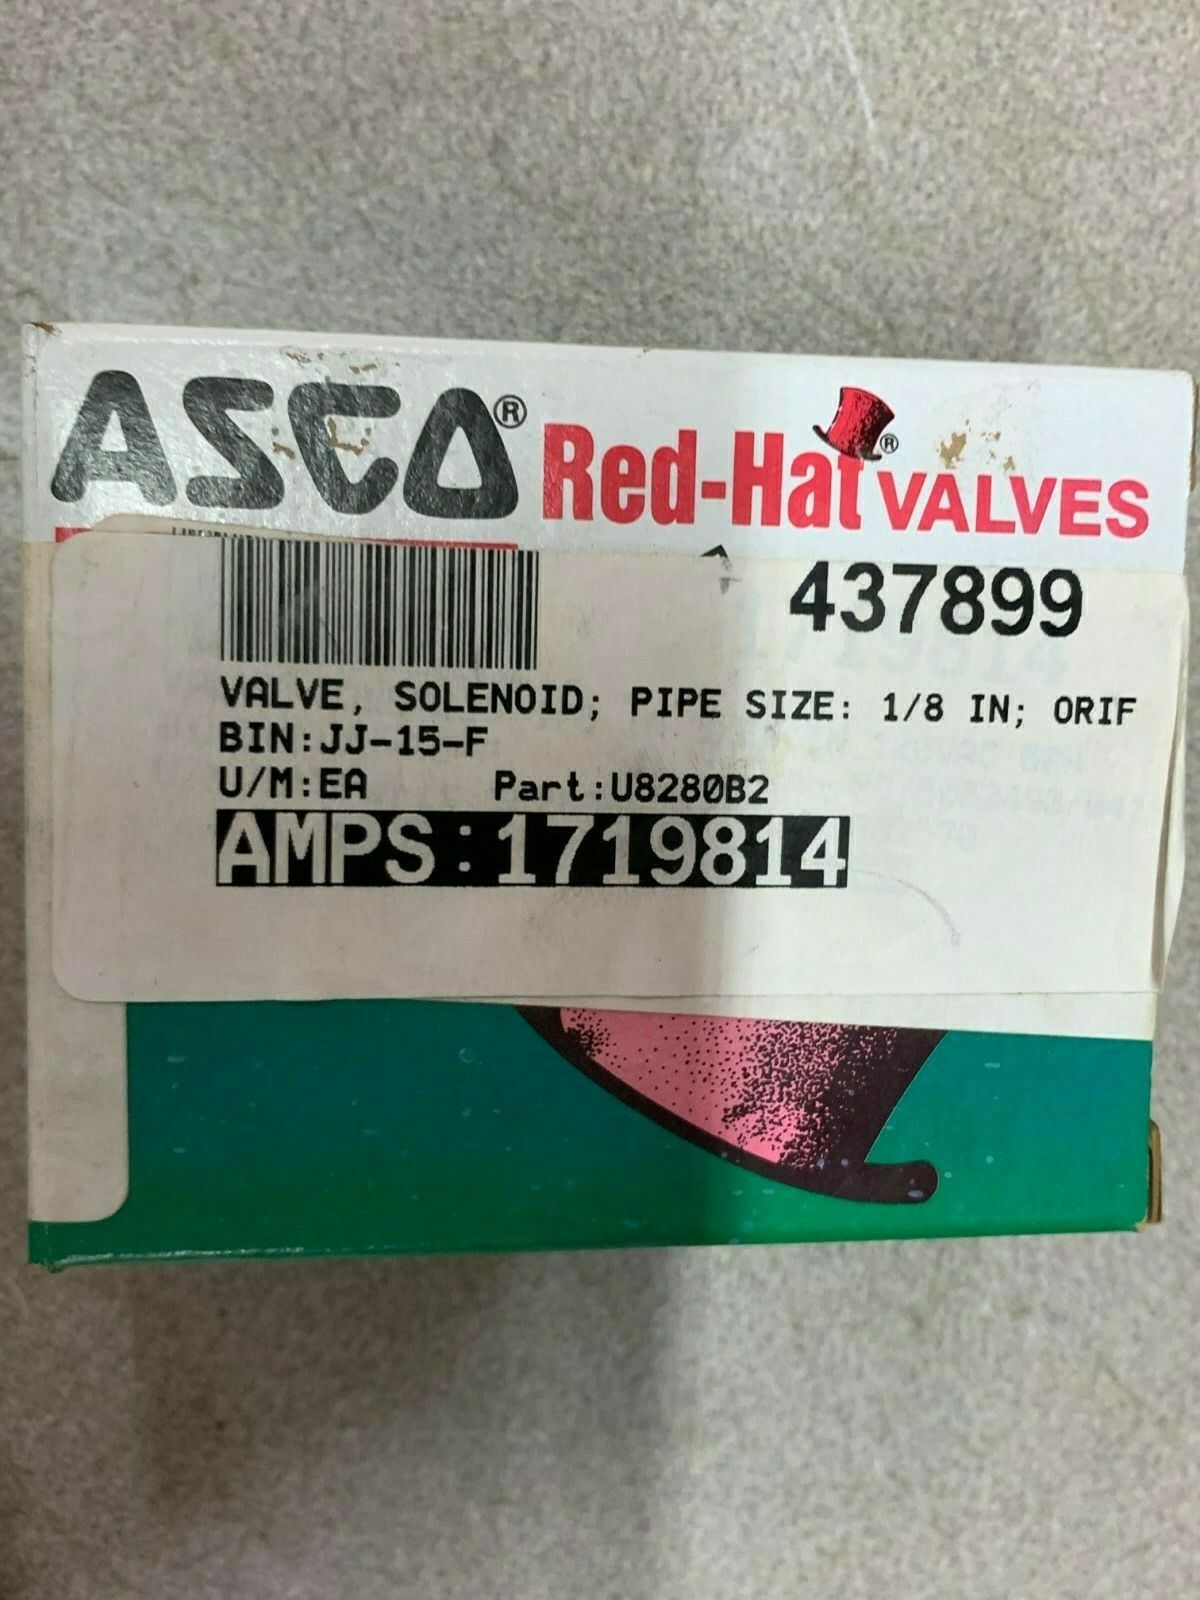 ASCO® Red-Hat® VALVES
437899
VALVE, SOLENOID; PIPE SIZE: 1/8 IN; ORIF
BIN:JJ-15-F
U/M:EA Part:U8280B2
AMPS:1719814